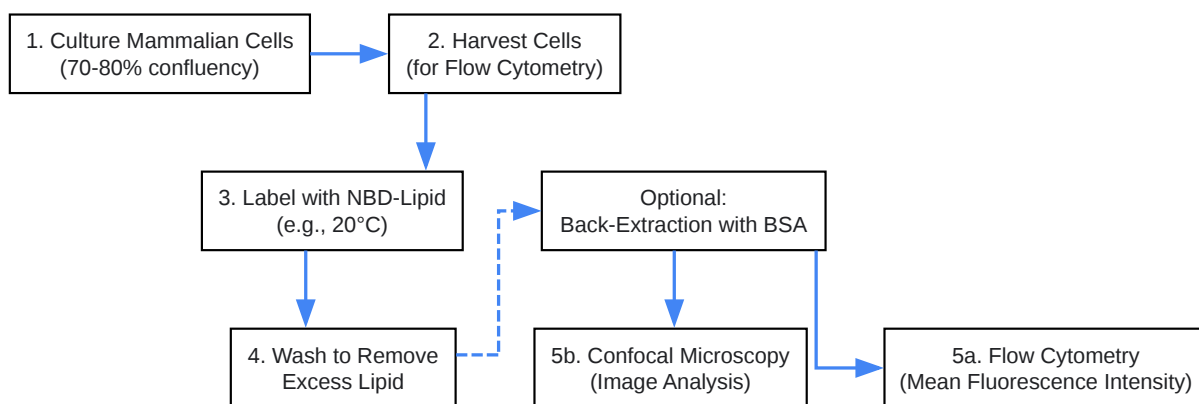 1. Culture Mammalian Cells
(70-80% confluency)
2. Harvest Cells
(for Flow Cytometry)
3. Label with NBD-Lipid
(e.g., 20°C)
Optional:
Back-Extraction with BSA
4. Wash to Remove
Excess Lipid
5b. Confocal Microscopy
(Image Analysis)
5a. Flow Cytometry
(Mean Fluorescence Intensity)